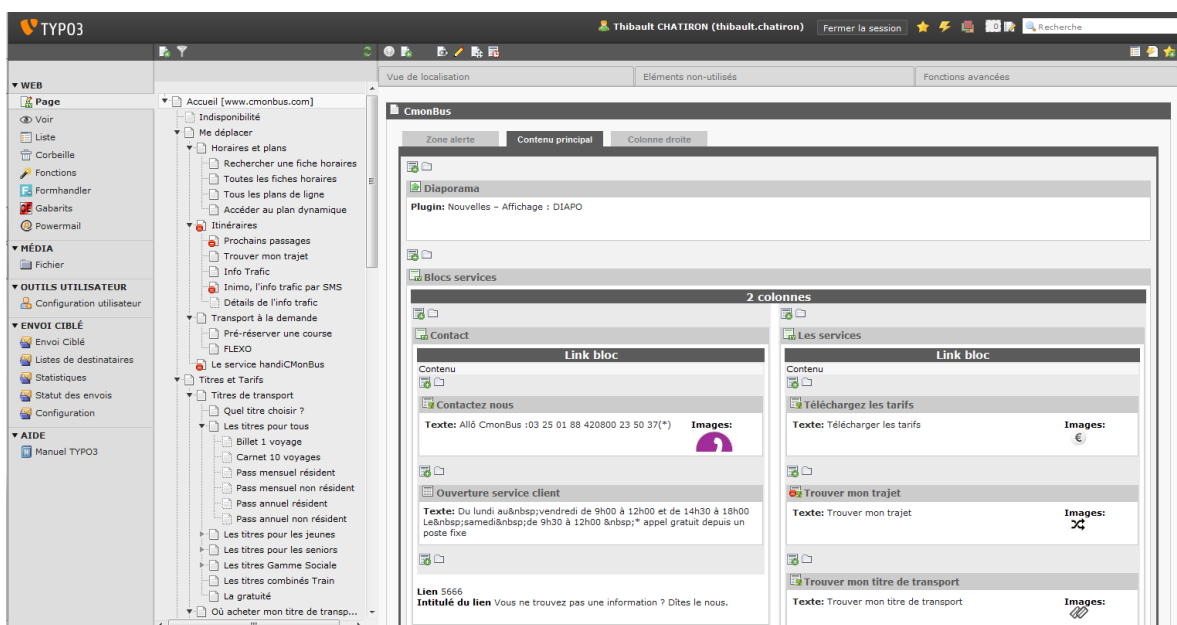 TYPO3
Thibault CHATIRON (thibault.chatiron)
Fermer la session
0
Recherche
WEB
Page
Voir
Liste
Corbeille
Fonctions
Formhandler
Gabarits
Powermail
MÉDIA
Fichier
OUTILS UTILISATEUR
Configuration utilisateur
ENVOI CIBLÉ
Envoi Ciblé
Listes de destinataires
Statistiques
Statut des envois
Configuration
AIDE
Manuel TYPO3
Accueil [www.cmonbus.com]
Indisponibilité
Me déplacer
Horaires et plans
Rechercher une fiche horaires
Toutes les fiches horaires
Tous les plans de ligne
Accéder au plan dynamique
Itinéraires
Prochains passages
Trouver mon trajet
Info Trafic
Inimo, l'info trafic par SMS
Détails de l'info trafic
Transport à la demande
Pré-réserver une course
FLEXO
Le service handiCMonBus
Titres et Tarifs
Titres de transport
Quel titre choisir ?
Les titres pour tous
Billet 1 voyage
Carnet 10 voyages
Pass mensuel résident
Pass mensuel non résident
Pass annuel résident
Pass annuel non résident
Les titres pour les jeunes
Les titres pour les seniors
Les titres Gamme Sociale
Les titres combinés Train
La gratuité
Où acheter mon titre de transp...
Vue de localisation
Eléments non-utilisés
Fonctions avancées
CmonBus
Zone alerte
Contenu principal
Colonne droite
Diaporama
Plugin: Nouvelles – Affichage : DIAPO
Blocs services
2 colonnes
Contact
Link bloc
Contenu
Contactez nous
Texte: Allô CmonBus :03 25 01 88 420800 23 50 37(*)
Images:
Ouverture service client
Texte: Du lundi au&nbsp;vendredi de 9h00 à 12h00 et de 14h30 à 18h00
Le&nbsp;samedi&nbsp;de 9h30 à 12h00 &nbsp;* appel gratuit depuis un
poste fixe
Lien 5666
Intitulé du lien Vous ne trouvez pas une information ? Dîtes le nous.
Les services
Link bloc
Contenu
Téléchargez les tarifs
Texte: Télécharger les tarifs
Images:
€
Trouver mon trajet
Texte: Trouver mon trajet
Images:
Trouver mon titre de transport
Texte: Trouver mon titre de transport
Images: